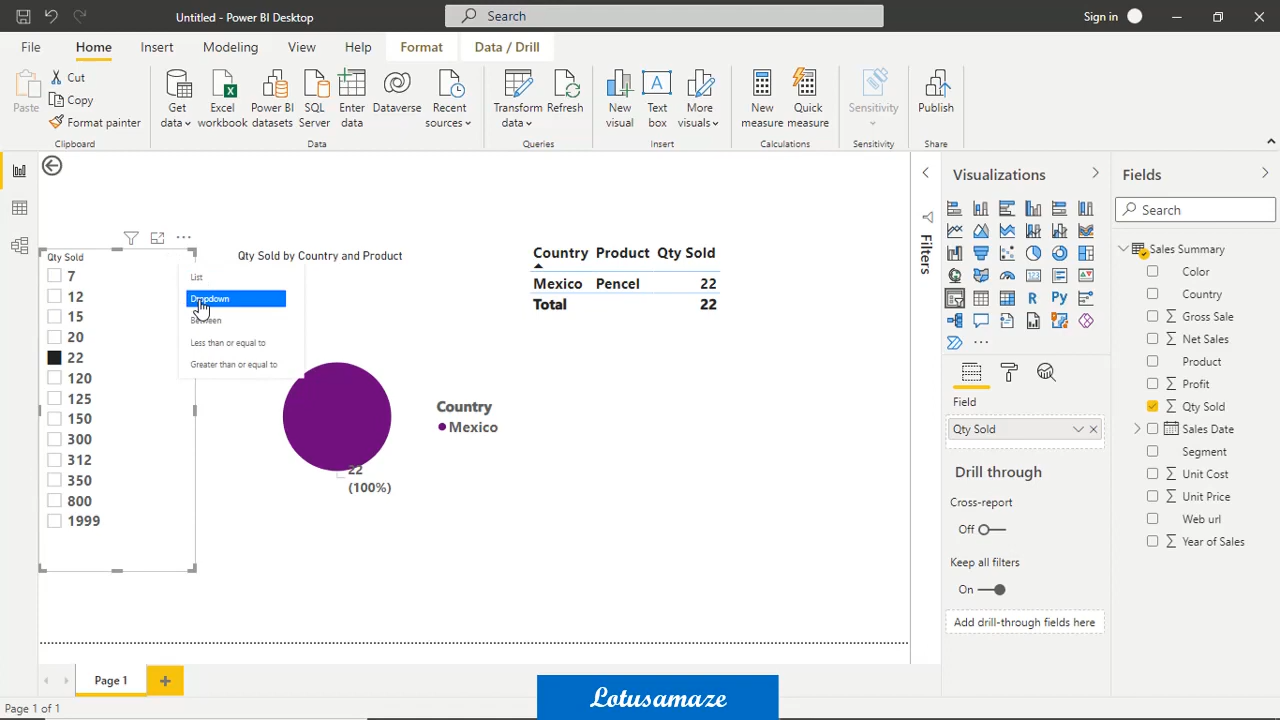 Untitled - Power BI Desktop
Search
Sign in
File
Home
Insert
Modeling
View
Help
Format
Data / Drill
Paste
Cut
Copy
Format painter
Clipboard
Get data
Excel workbook
Power BI datasets
SQL Server
Enter data
Dataverse
Recent sources
Data
Transform data
Refresh
Queries
New visual
Text box
More visuals
Insert
New measure
Quick measure
Calculations
Sensitivity
Sensitivity
Publish
Share
Qty Sold
7
12
15
20
22
120
125
150
300
312
350
800
1999
List
Dropdown
Between
Less than or equal to
Greater than or equal to
Qty Sold by Country and Product
22
(100%)
Country
Mexico
Country Product Qty Sold
Mexico Pencel 22
Total 22
Filters
Visualizations
123
R
Py
Field
Qty Sold
Drill through
Cross-report
Off
Keep all filters
On
Add drill-through fields here
Fields
Search
Sales Summary
Color
Country
Gross Sale
Net Sales
Product
Profit
Qty Sold
Sales Date
Segment
Unit Cost
Unit Price
Web url
Year of Sales
Page 1
Page 1 of 1
Lotusamaze